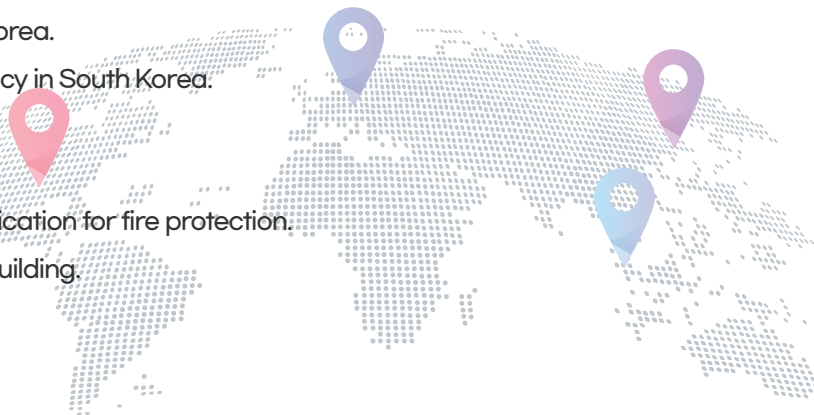 orea.
cy in South Korea.
ication for fire protection.
uilding.